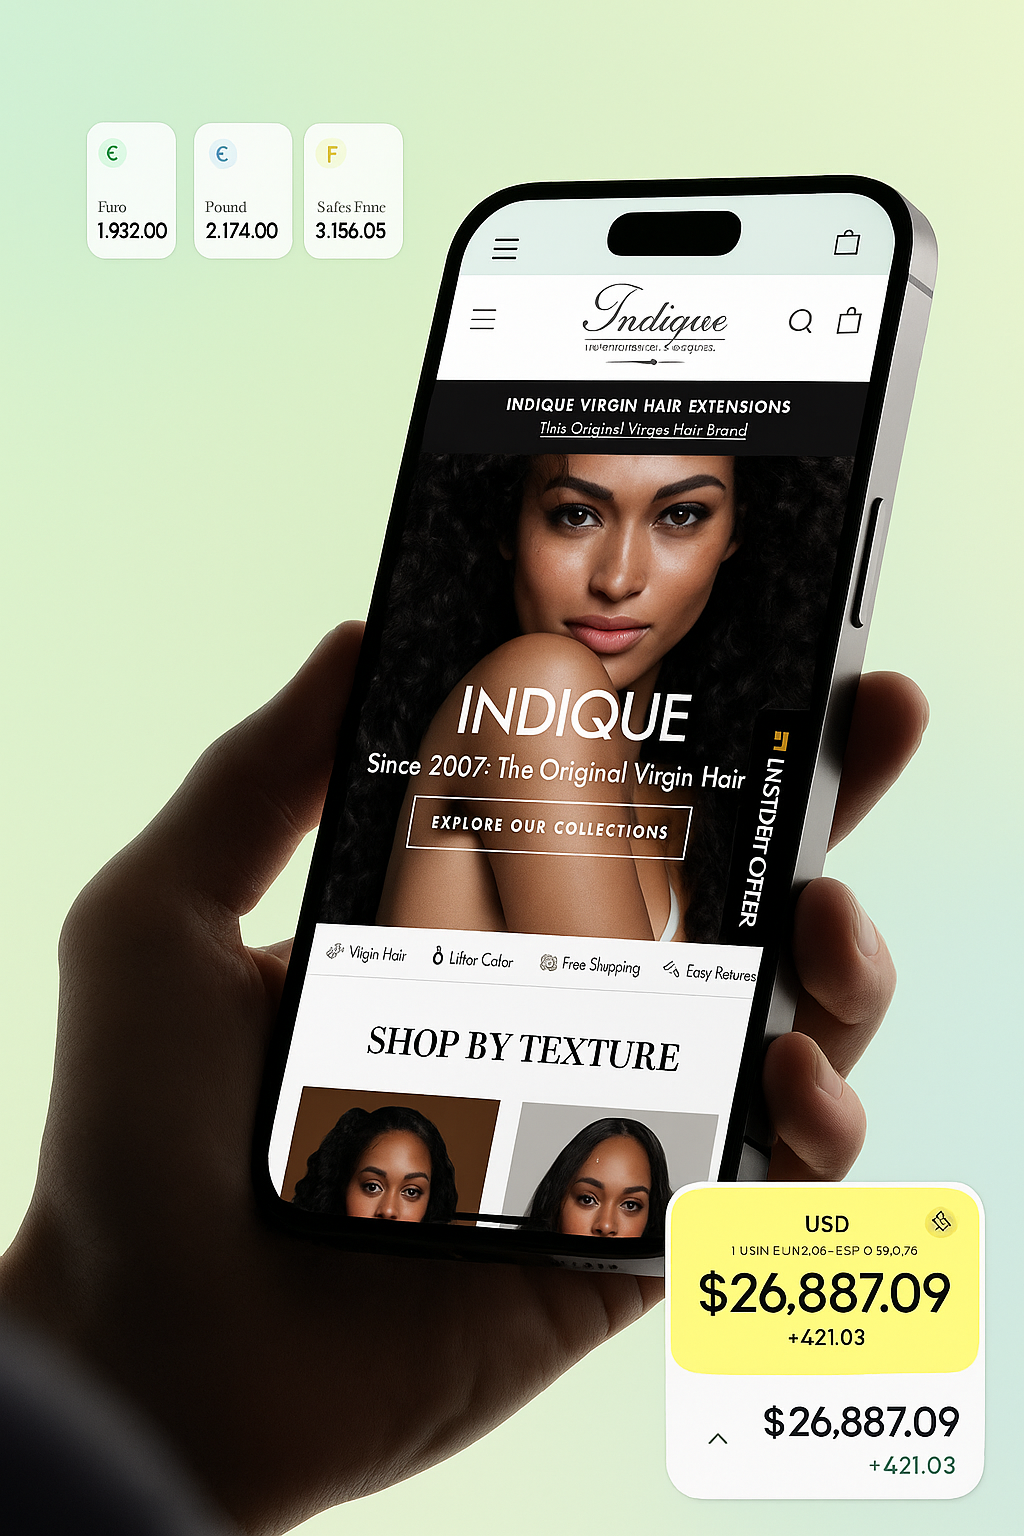 Furo
1.932.00
Pound
2.174.00
Safes Fnne
3.156.05
Indique
INDIQUE VIRGIN HAIR EXTENSIONS
This Originsl Virges Hair Brand
INDIQUE
Since 2007: The Original Virgin Hair
EXPLORE OUR COLLECTIONS
LNSTDEIT OFFLER
Viigin Hair
Liftor Calor
Free Shupping
Easy Retures
SHOP BY TEXTURE
USD
1 USIN EUN2,06-ESP O 59,0,76
$26,887.09
+421.03
$26,887.09
+421.03